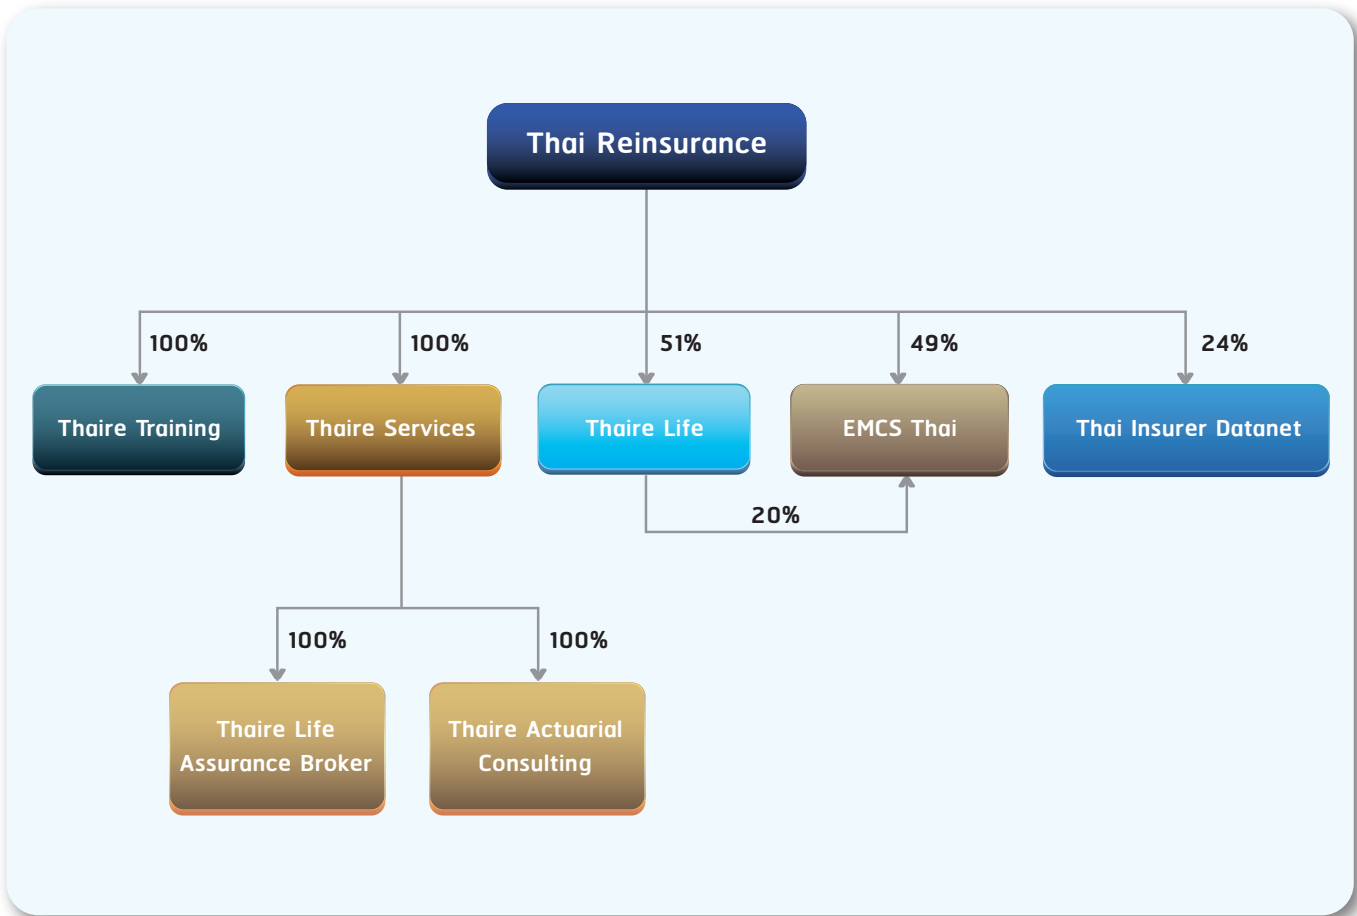 Thai Reinsurance
100%
100%
51%
49%
24%
Thaire Training
Thaire Services
Thaire Life
EMCS Thai
Thai Insurer Datanet
20%
100%
100%
Thaire Life
Assurance Broker
Thaire Actuarial
Consulting